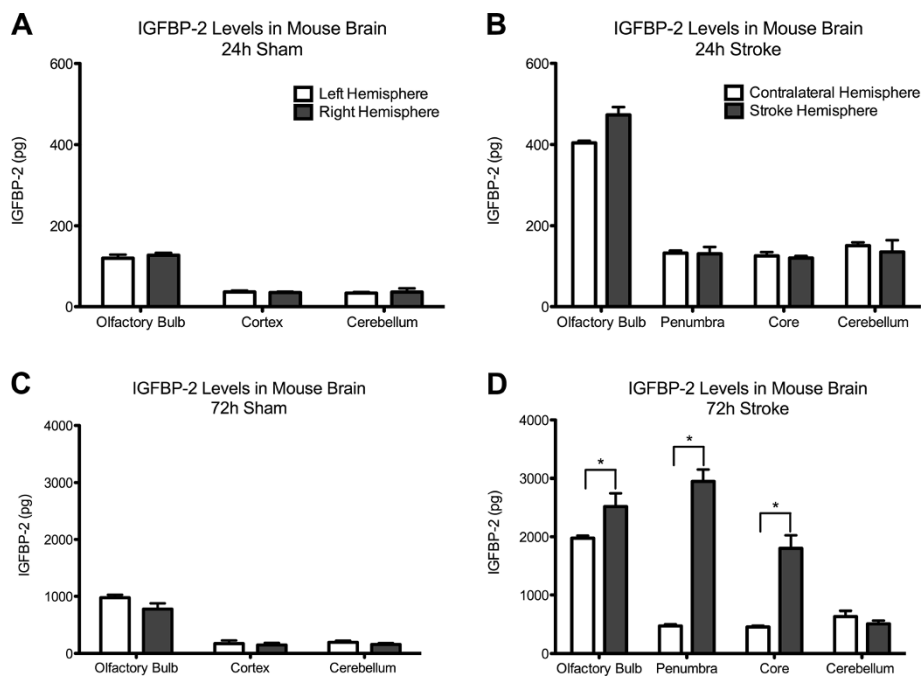 A
IGFBP-2 Levels in Mouse Brain
24h Sham
600
400
200
0
IGFBP-2 (pg)
Left Hemisphere
Right Hemisphere
Olfactory Bulb Cortex Cerebellum
B
IGFBP-2 Levels in Mouse Brain
24h Stroke
600
400
200
0
IGFBP-2 (pg)
Contralateral Hemisphere
Stroke Hemisphere
Olfactory Bulb Penumbra Core Cerebellum
C
IGFBP-2 Levels in Mouse Brain
72h Sham
4000
3000
2000
1000
0
IGFBP-2 (pg)
Olfactory Bulb Cortex Cerebellum
D
IGFBP-2 Levels in Mouse Brain
72h Stroke
4000
3000
2000
1000
0
IGFBP-2 (pg)
*
*
*
Olfactory Bulb Penumbra Core Cerebellum